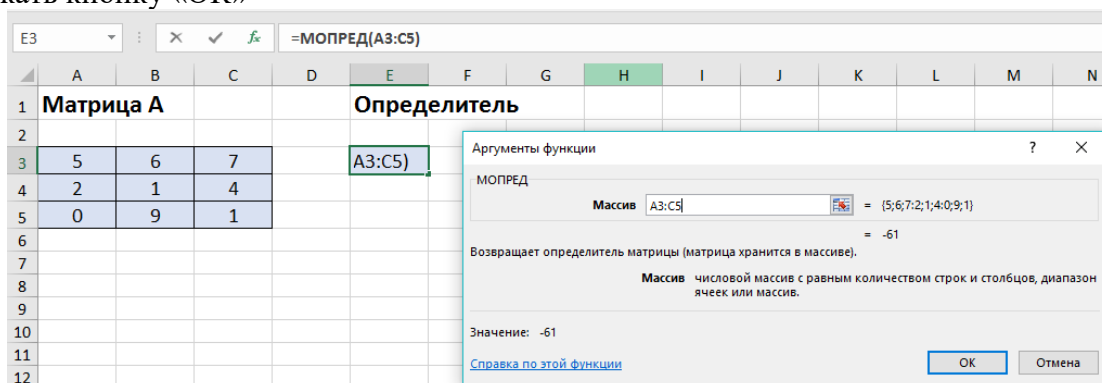 кать кнопку «ОК»
E3 fx =МОПРЕД(A3:C5)
A B C D E F G H I J K L M N
1 Матрица А Определитель
2
3 5 6 7 A3:C5)
4 2 1 4
5 0 9 1
6
7
8
9
10
11
12
Аргументы функции ? ×
МОПРЕД
Массив A3:C5 = {5;6;7:2;1;4:0;9;1}
= -61
Возвращает определитель матрицы (матрица хранится в массиве).
Массив числовой массив с равным количеством строк и столбцов, диапазон
ячеек или массив.
Значение: -61
Справка по этой функции ОК Отмена